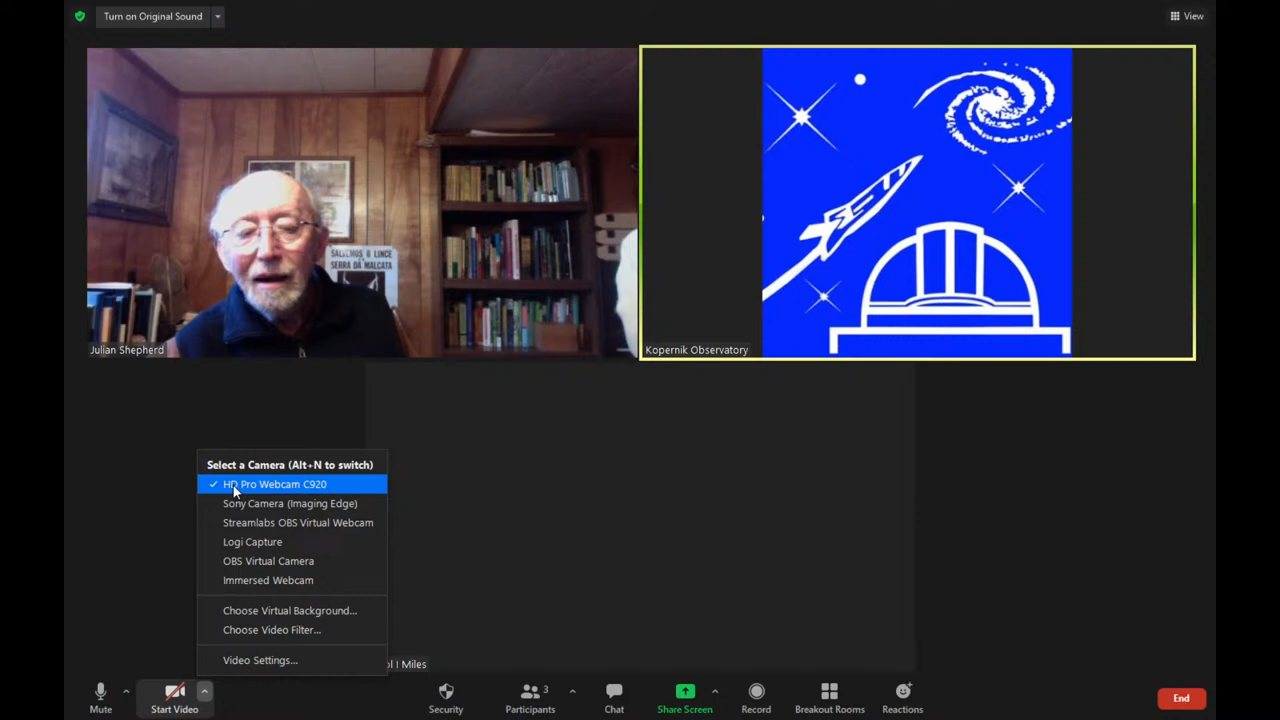 Turn on Original Sound
View
SALVEMOS O LINCE
SERRA DA MALCATA
Julian Shepherd
Kopernik Observatory
Select a Camera (Alt+N to switch)
HD Pro Webcam C920
Sony Camera (Imaging Edge)
Streamlabs OBS Virtual Webcam
Logi Capture
OBS Virtual Camera
Immersed Webcam
Choose Virtual Background...
Choose Video Filter...
Video Settings...
Miles
Mute
Start Video
Security
3
Participants
Chat
Share Screen
Record
Breakout Rooms
Reactions
End